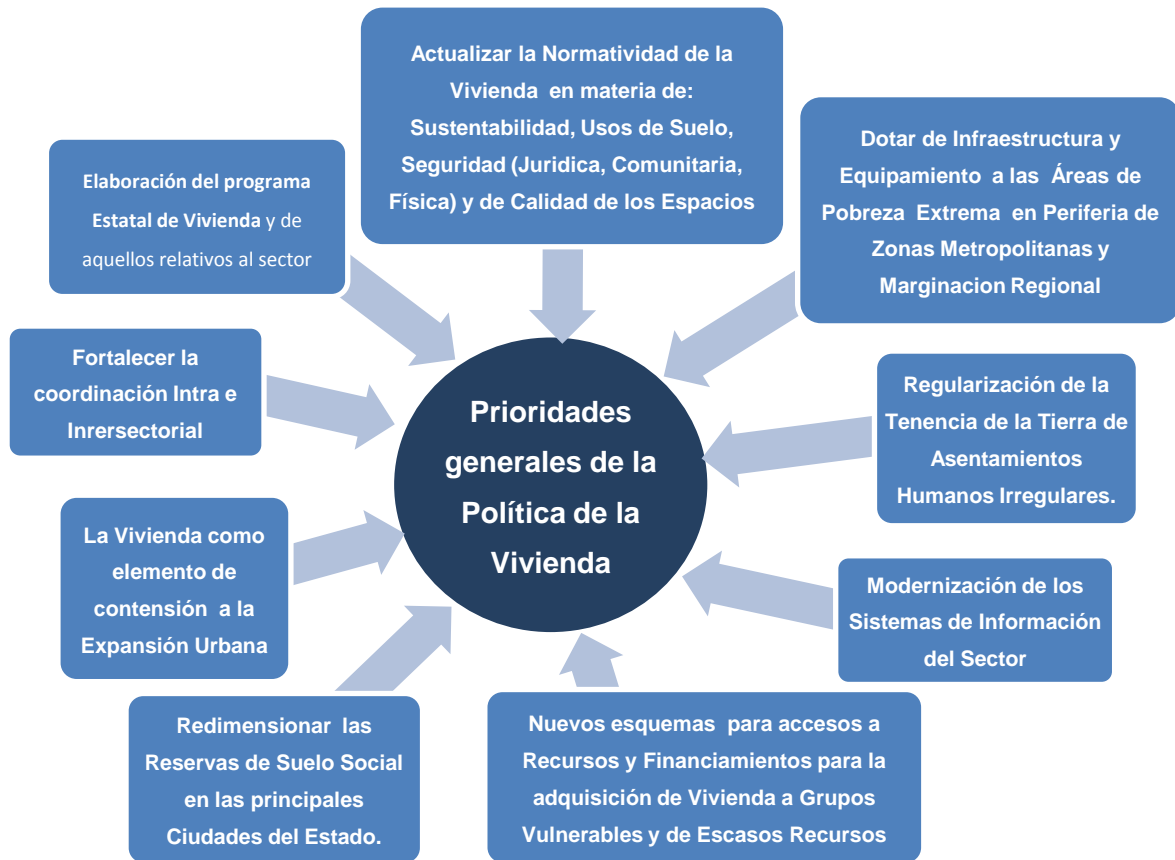 Actualizar la Normatividad de la
Vivienda en materia de:
Sustentabilidad, Usos de Suelo,
Seguridad (Juridica, Comunitaria,
Física) y de Calidad de los Espacios
Dotar de Infraestructura y
Equipamiento a las Áreas de
Pobreza Extrema en Periferia de
Zonas Metropolitanas y
Marginacion Regional
Regularización de la
Tenencia de la Tierra de
Asentamientos
Humanos Irregulares.
Modernización de los
Sistemas de Información
del Sector
Nuevos esquemas para accesos a
Recursos y Financiamientos para la
adquisición de Vivienda a Grupos
Vulnerables y de Escasos Recursos
Redimensionar las
Reservas de Suelo Social
en las principales
Ciudades del Estado.
La Vivienda como
elemento de
contensión a la
Expansión Urbana
Fortalecer la
coordinación Intra e
Inrersectorial
Elaboración del programa
Estatal de Vivienda y de
aquellos relativos al sector
Prioridades
generales de la
Política de la
Vivienda